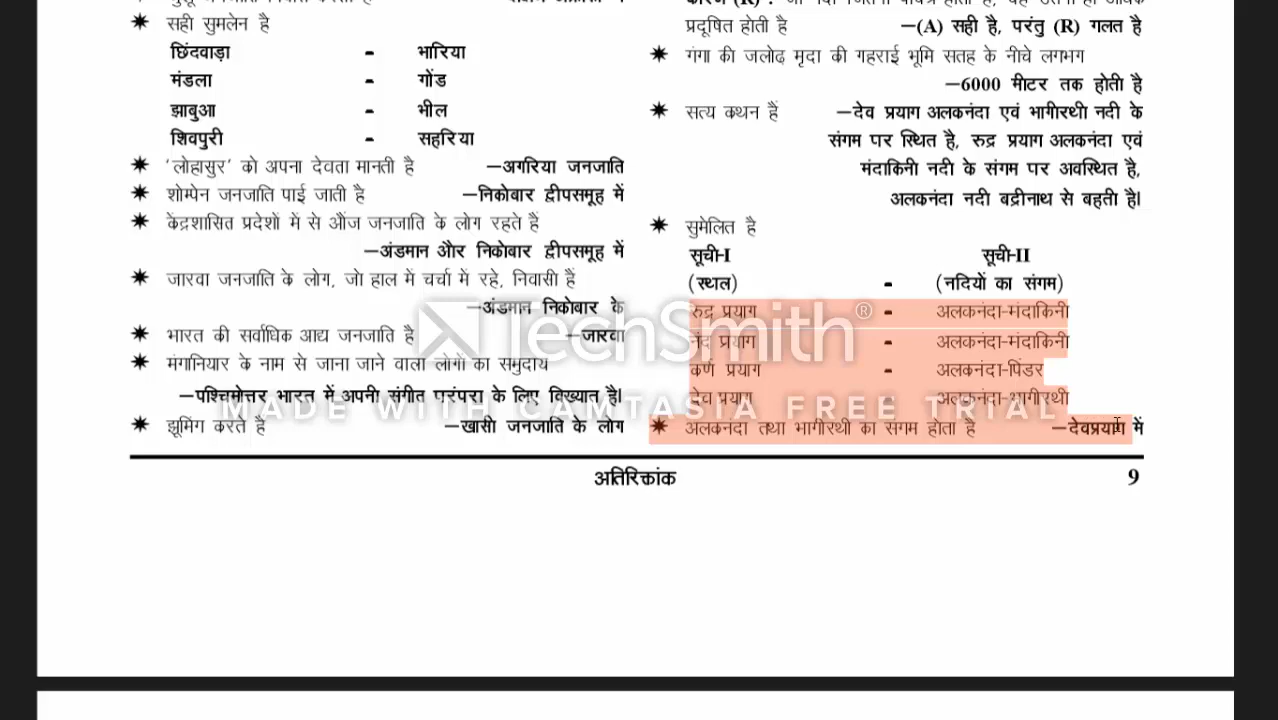 ✷ सही सुमलेन है
छिंदवाड़ा - भारिया
मंडला - गोंड
झाबुआ - भील
शिवपुरी - सहरिया
✷ ‘लोहासुर’ को अपना देवता मानती है —अगरिया जनजाति
✷ शोम्पेन जनजाति पाई जाती है —निकोबार द्वीपसमूह में
✷ केंद्रशासित प्रदेशों में से ओंज जनजाति के लोग रहते हैं
—अंडमान और निकोबार द्वीपसमूह में
✷ जारवा जनजाति के लोग, जो हाल में चर्चा में रहे, निवासी हैं
—अंडमान निकोबार के
✷ भारत की सर्वाधिक आद्य जनजाति है —जारवा
✷ मंगानियार के नाम से जाना जाने वाला लोगों का समुदाय
—पश्चिमोत्तर भारत में अपनी संगीत परंपरा के लिए विख्यात है।
✷ झूमिंग करते है —खासी जनजाति के लोग
प्रदूषित होती है —(A) सही है, परंतु (R) गलत है
✷ गंगा की जलोढ़ मृदा की गहराई भूमि सतह के नीचे लगभग
—6000 मीटर तक होती है
✷ सत्य कथन हैं —देव प्रयाग अलकनंदा एवं भागीरथी नदी के
संगम पर स्थित है, रुद्र प्रयाग अलकनंदा एवं
मंदाकिनी नदी के संगम पर अवस्थित है,
अलकनंदा नदी बद्रीनाथ से बहती है।
✷ सुमेलित है
सूची-I सूची-II
(स्थल) - (नदियों का संगम)
रुद्र प्रयाग - अलकनंदा-मंदाकिनी
नंद प्रयाग - अलकनंदा-मंदाकिनी
कर्ण प्रयाग - अलकनंदा-पिंडर
देव प्रयाग - अलकनंदा-भागीरथी
✷ अलकनंदा तथा भागीरथी का संगम होता है —देवप्रयाग में
अतिरिक्तांक 9
TechSmith®
MADE WITH CAMTASIA FREE TRIAL